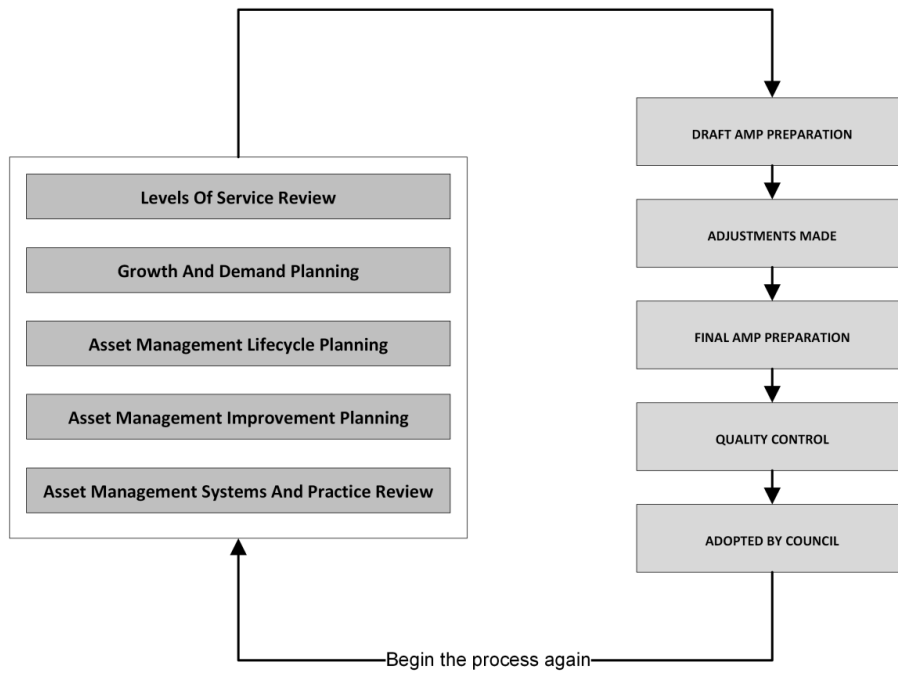 Levels Of Service Review
Growth And Demand Planning
Asset Management Lifecycle Planning
Asset Management Improvement Planning
Asset Management Systems And Practice Review
DRAFT AMP PREPARATION
ADJUSTMENTS MADE
FINAL AMP PREPARATION
QUALITY CONTROL
ADOPTED BY COUNCIL
Begin the process again